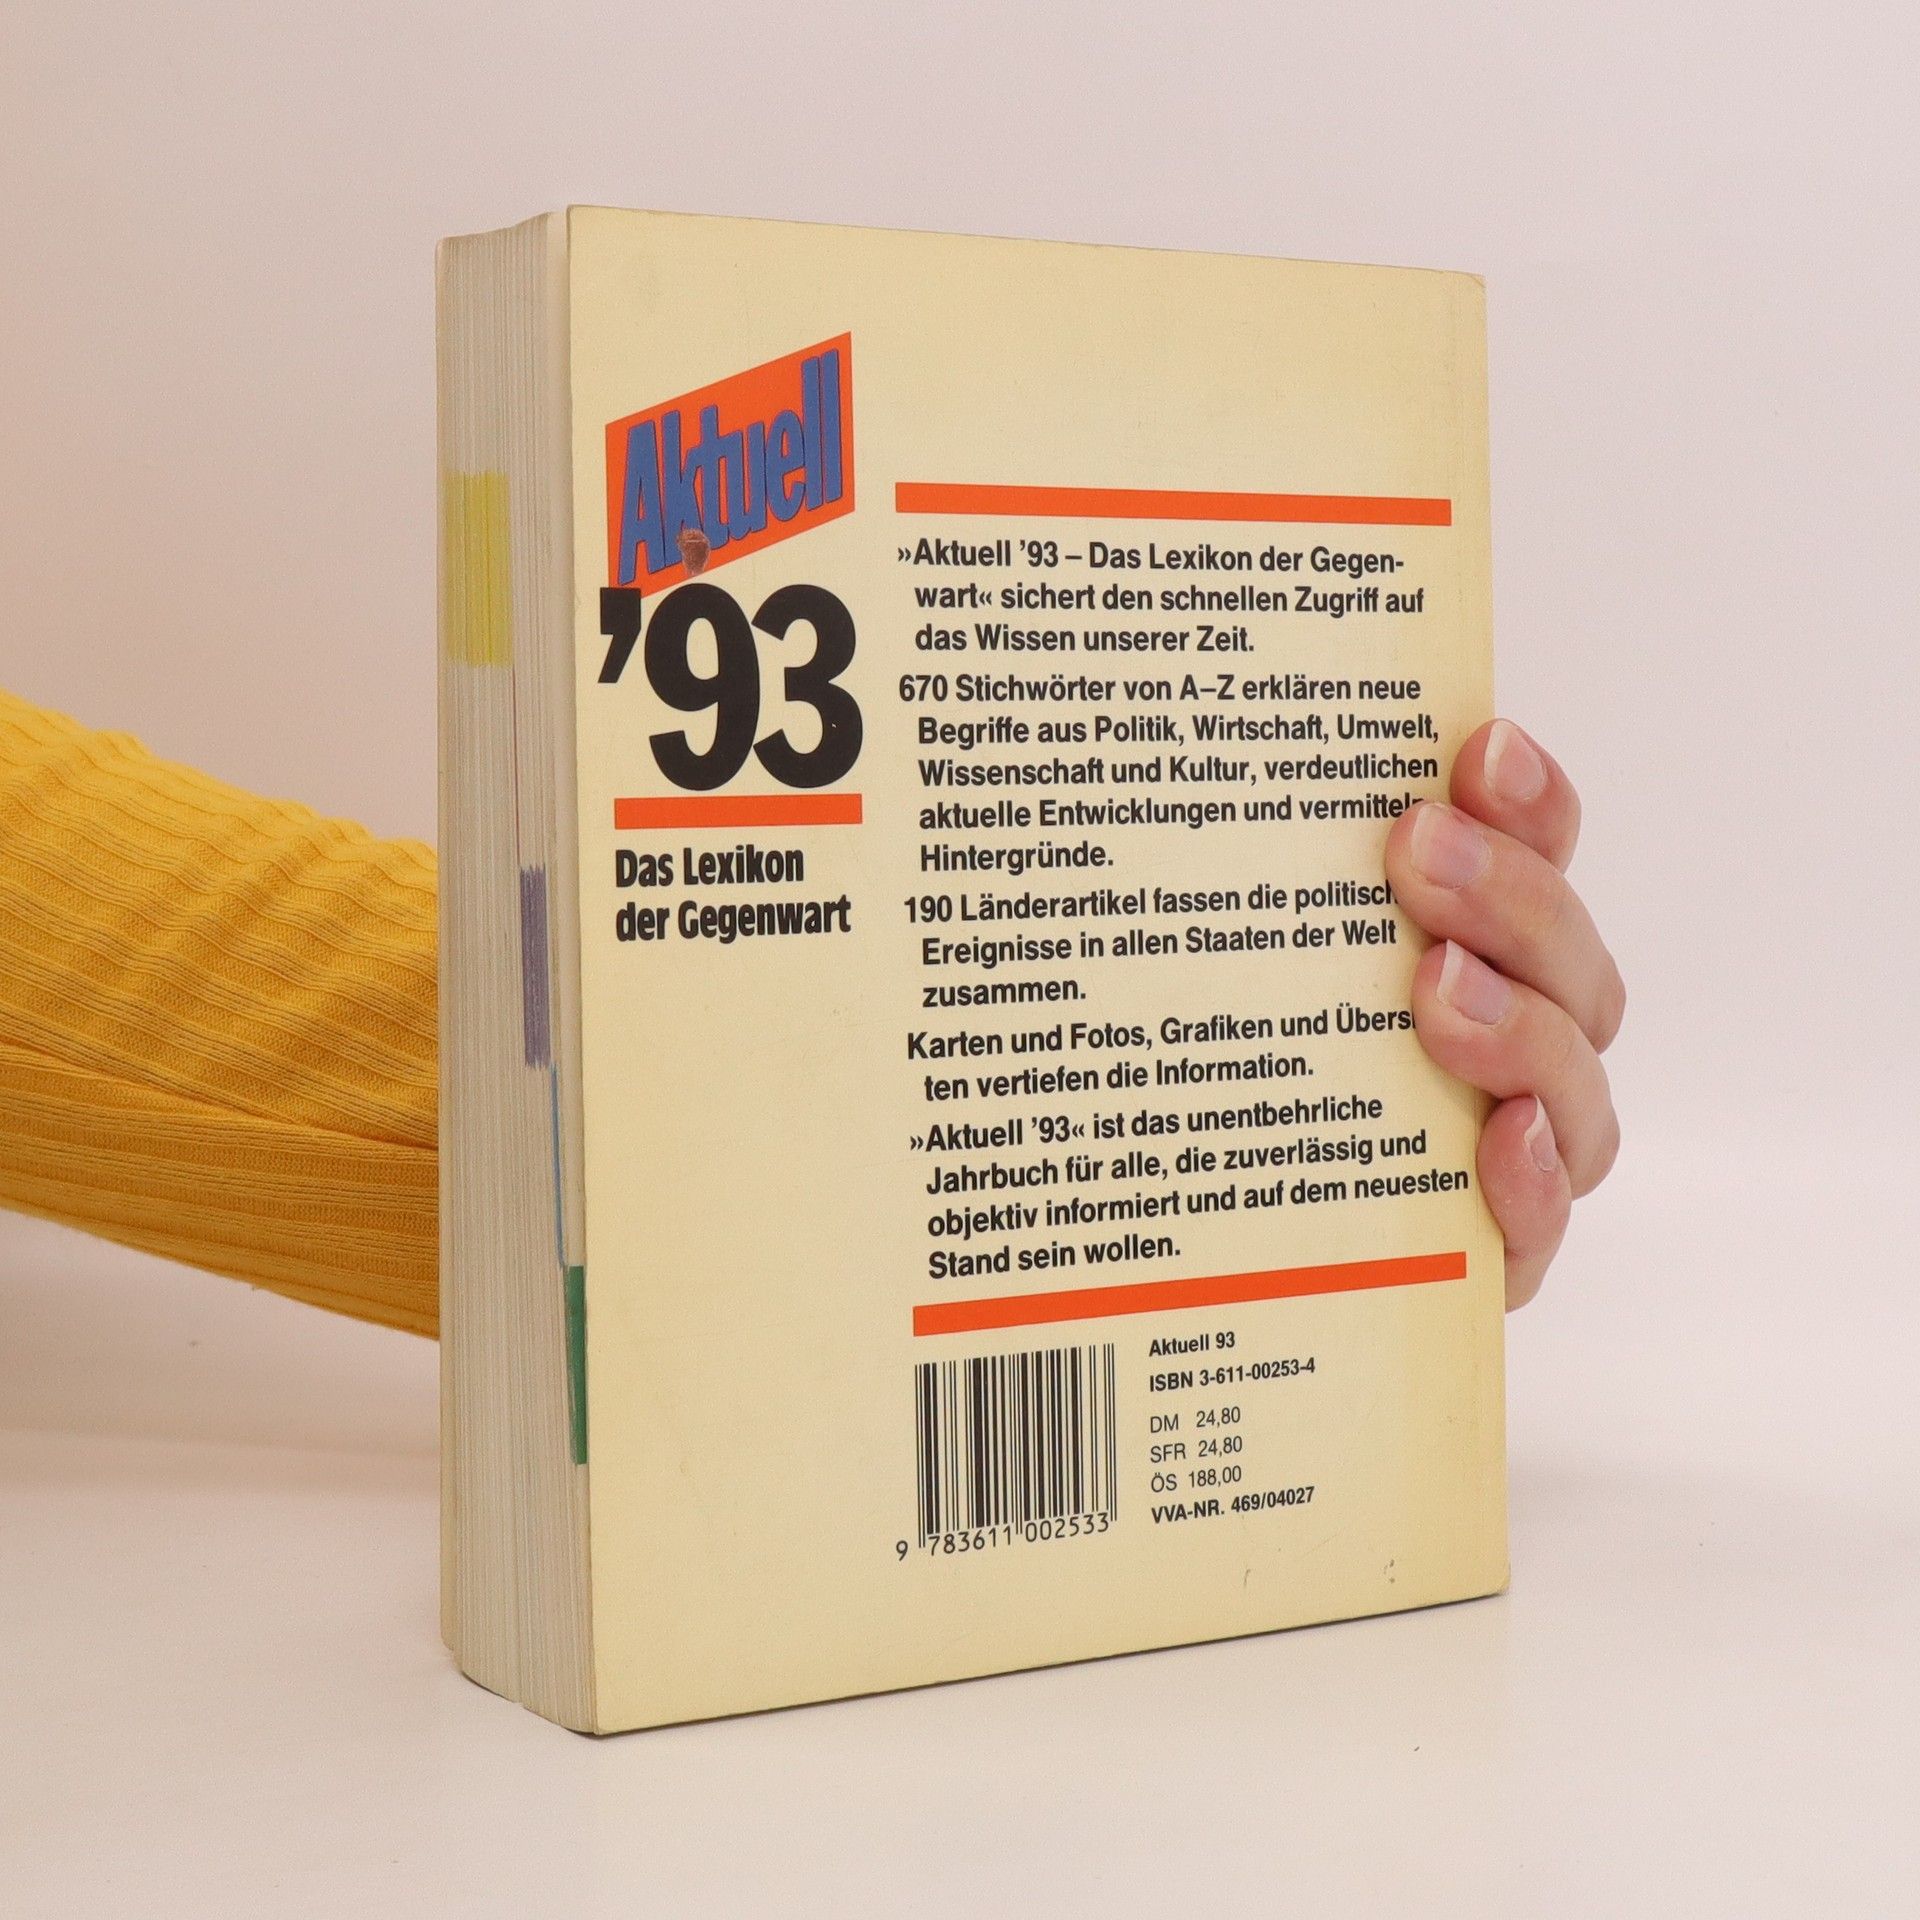 Aktuell
’93
Das Lexikon
der Gegenwart
»Aktuell ’93 – Das Lexikon der Gegen-
wart« sichert den schnellen Zugriff auf
das Wissen unserer Zeit.
670 Stichwörter von A–Z erklären neue
Begriffe aus Politik, Wirtschaft, Umwelt,
Wissenschaft und Kultur, verdeutlichen
aktuelle Entwicklungen und
Hintergründe.
190 Länderartikel fassen die
Ereignisse in allen Staaten der Welt
zusammen.
Karten und Fotos, Grafiken und
ten vertiefen die Information.
»Aktuell ’93« ist das unentbehrliche
Jahrbuch für alle, die zuverlässig und
objektiv informiert und auf dem neuesten
Stand sein wollen.
Aktuell 93
ISBN 3-611-00253-4
DM 24,80
SFR 24,80
ÖS 188,00
VVA-NR. 469/04027
9 783611 002533